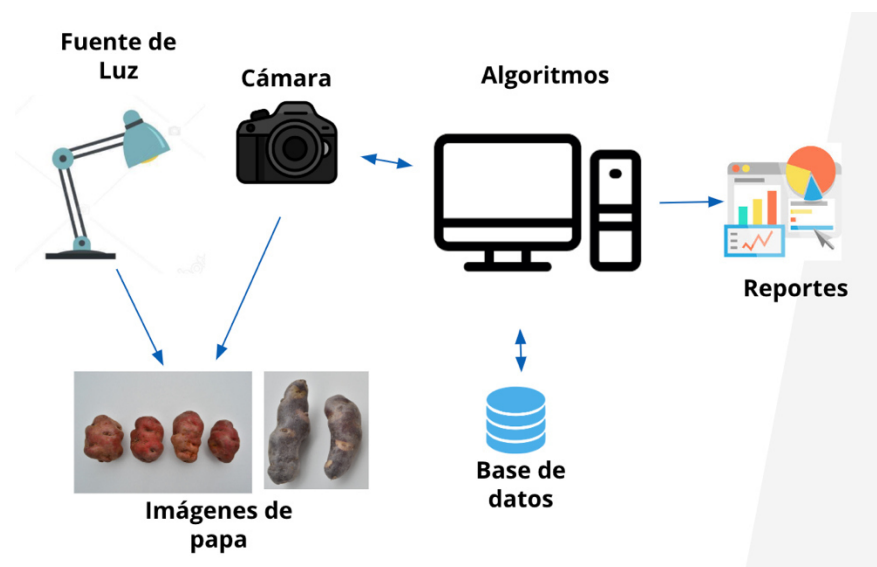 Fuente de
Luz
Cámara
Algoritmos
Reportes
Base de
datos
Imágenes de
papa